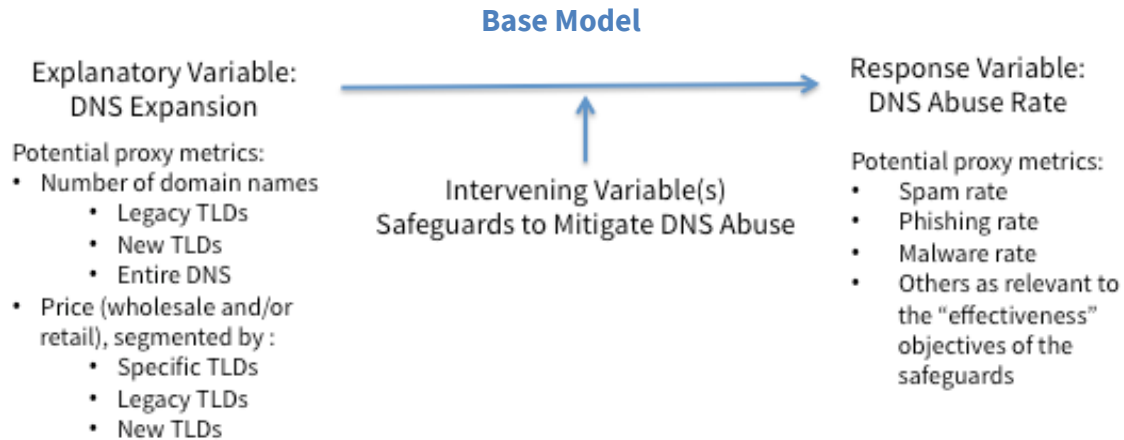 Base Model
Explanatory Variable:
DNS Expansion
Potential proxy metrics:
• Number of domain names
• Legacy TLDs
• New TLDs
• Entire DNS
• Price (wholesale and/or
retail), segmented by :
• Specific TLDs
• Legacy TLDs
• New TLDs
Intervening Variable(s)
Safeguards to Mitigate DNS Abuse
Response Variable:
DNS Abuse Rate
Potential proxy metrics:
• Spam rate
• Phishing rate
• Malware rate
• Others as relevant to
the “effectiveness”
objectives of the
safeguards